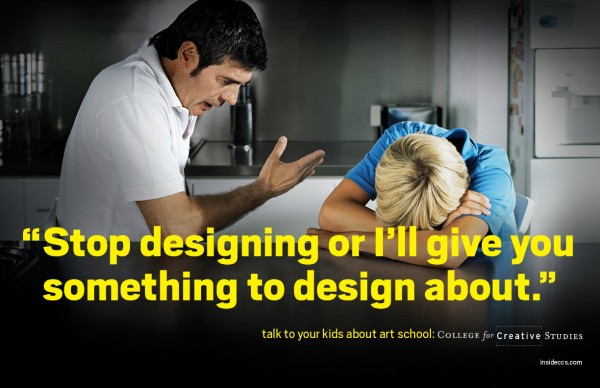 “Stop designing or I’ll give you
something to design about.”
talk to your kids about art school: COLLEGE for Creative STUDIES
insideccs.com